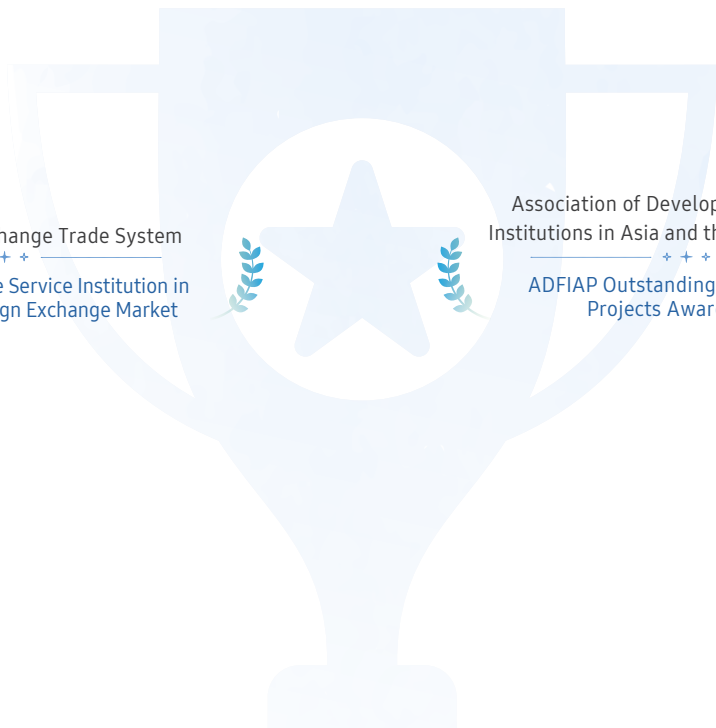 hange Trade System
Service Institution in
gn Exchange Market
Association of Develop
Institutions in Asia and th
ADFIAP Outstanding
Projects Awar